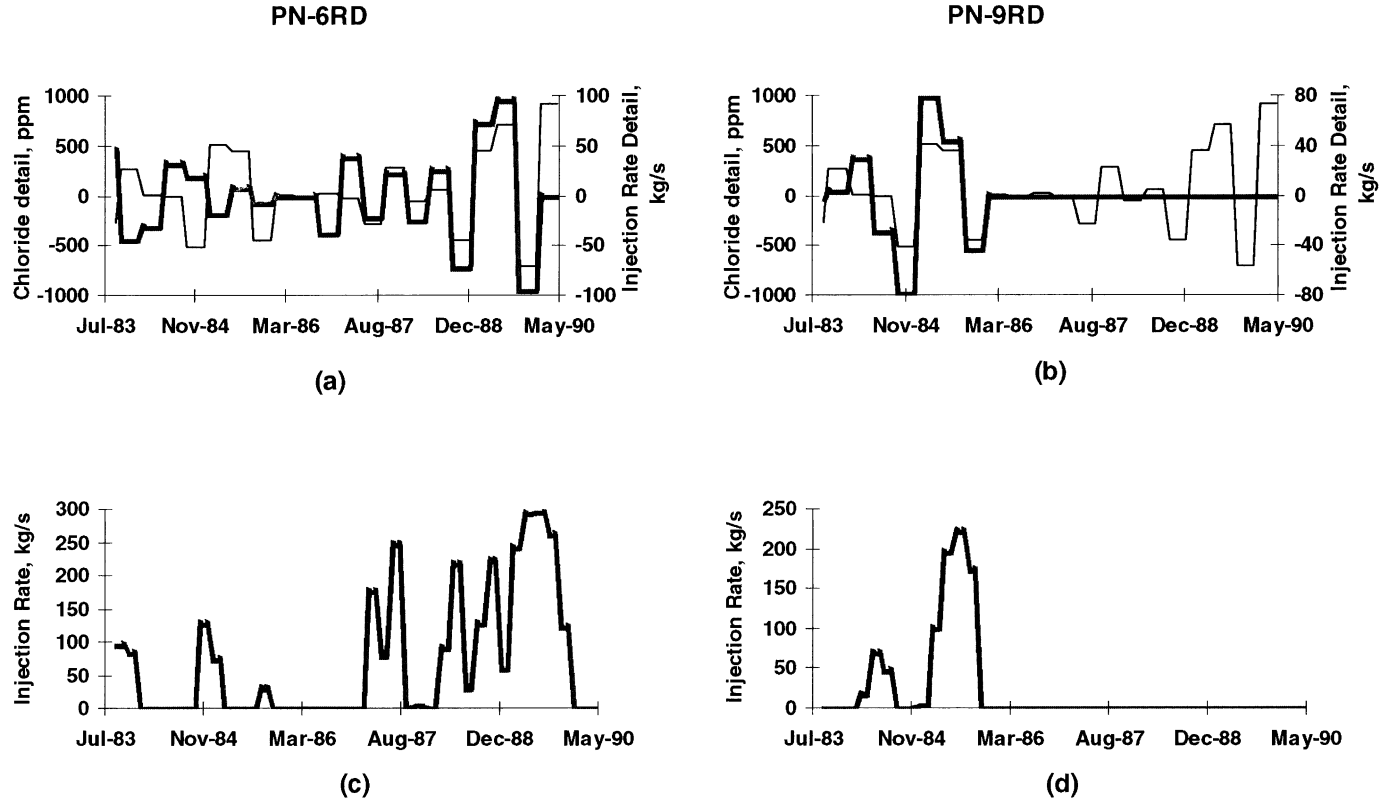 PN-6RD
PN-9RD
Chloride detail, ppm
1000
500
0
-500
-1000
100
50
0
-50
-100
Injection Rate Detail,
kg/s
Jul-83 Nov-84 Mar-86 Aug-87 Dec-88 May-90
(a)
Chloride detail, ppm
1000
500
0
-500
-1000
80
40
0
-40
-80
Injection Rate Detail,
kg/s
Jul-83 Nov-84 Mar-86 Aug-87 Dec-88 May-90
(b)
Injection Rate, kg/s
300
250
200
150
100
50
0
Jul-83 Nov-84 Mar-86 Aug-87 Dec-88 May-90
(c)
Injection Rate, kg/s
250
200
150
100
50
0
Jul-83 Nov-84 Mar-86 Aug-87 Dec-88 May-90
(d)